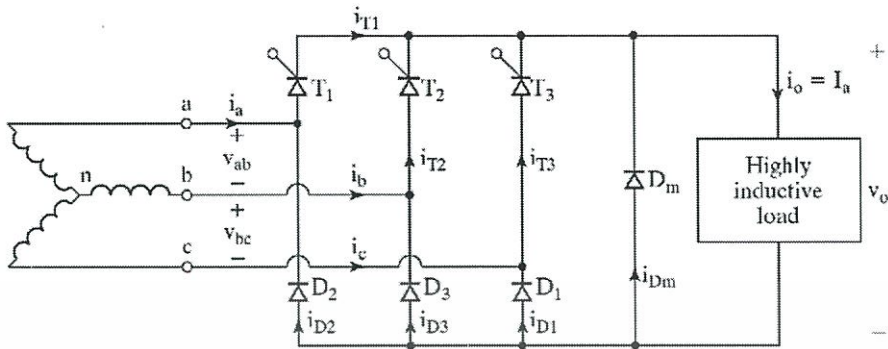 i_T1
+
T_1
T_2
T_3
i_o = I_a
a
i_a
+
v_ab
−
i_T2
i_T3
n
b
i_b
D_m
Highly
inductive
load
v_o
+
v_bc
−
c
i_c
D_2
D_3
D_1
i_Dm
i_D2
i_D3
i_D1
−